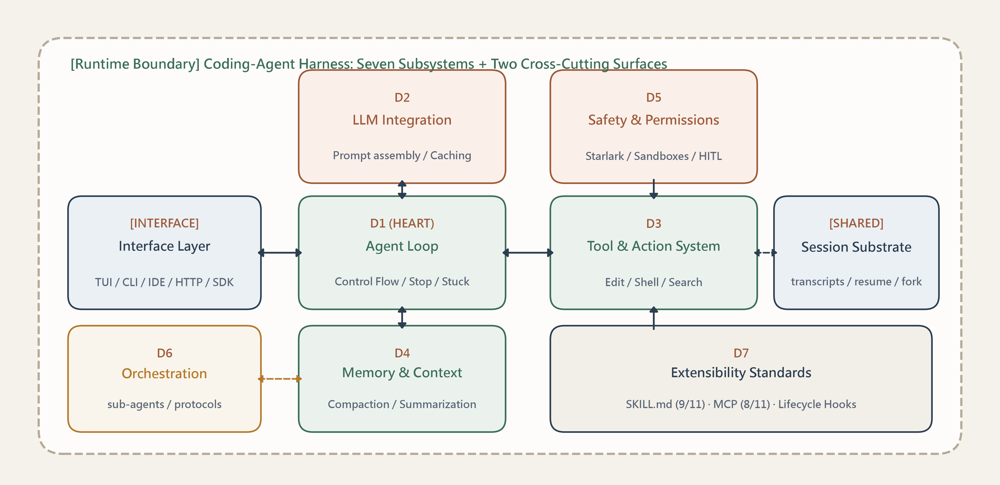 [Runtime Boundary] Coding-Agent Harness: Seven Subsystems + Two Cross-Cutting Surfaces
D2
LLM Integration
Prompt assembly / Caching
D5
Safety & Permissions
Starlark / Sandboxes / HITL
[INTERFACE]
Interface Layer
TUI / CLI / IDE / HTTP / SDK
D1 (HEART)
Agent Loop
Control Flow / Stop / Stuck
D3
Tool & Action System
Edit / Shell / Search
[SHARED]
Session Substrate
transcripts / resume / fork
D6
Orchestration
sub-agents / protocols
D4
Memory & Context
Compaction / Summarization
D7
Extensibility Standards
SKILL.md (9/11) · MCP (8/11) · Lifecycle Hooks